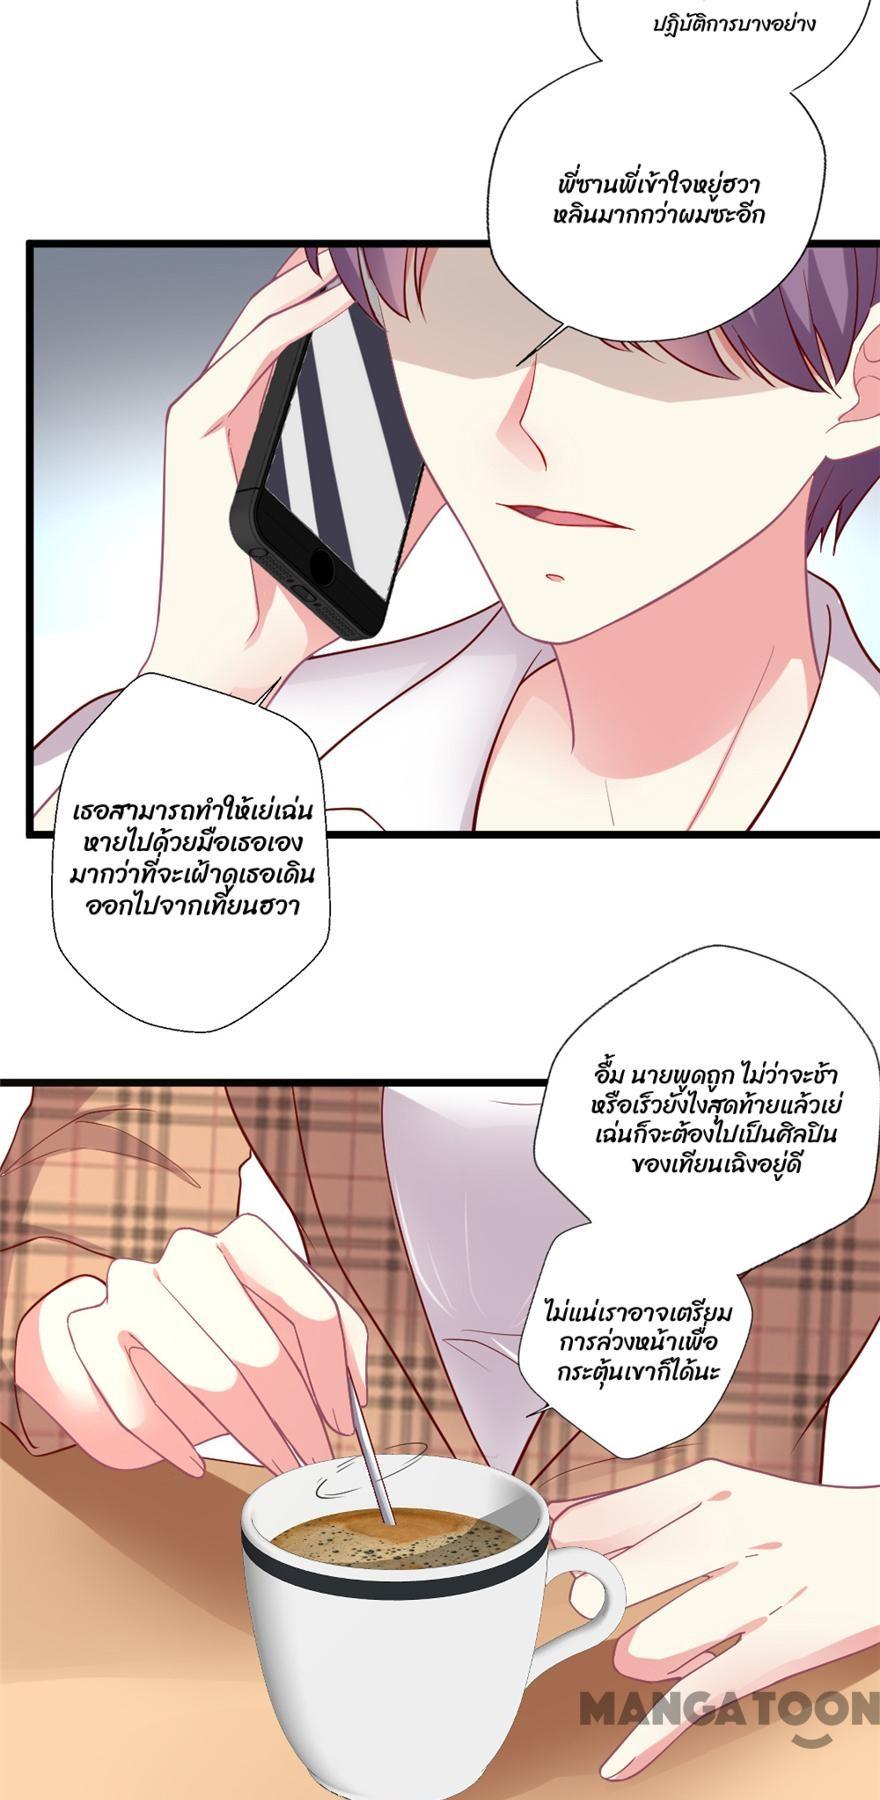 ปฏิบัติการบางอย่าง
พี่ซานพี่เข้าใจหยู่ฮวา
หลินมากกว่าผมซะอีก
เธอสามารถทำให้เย่เฉ่น
หายไปด้วยมือเธอเอง
มากว่าที่จะเฝ้าดูเธอเดิน
ออกไปจากเทียนฮวา
อื้ม นายพูดถูก ไม่ว่าจะช้า
หรือเร็วยังไงสุดท้ายแล้วเย่
เฉ่นก็จะต้องไปเป็นศิลปิน
ของเทียนเฉิงอยู่ดี
ไม่แน่เราอาจเตรียม
การล่วงหน้าเพื่อ
กระตุ้นเขาก็ได้นะ
MANGATOON